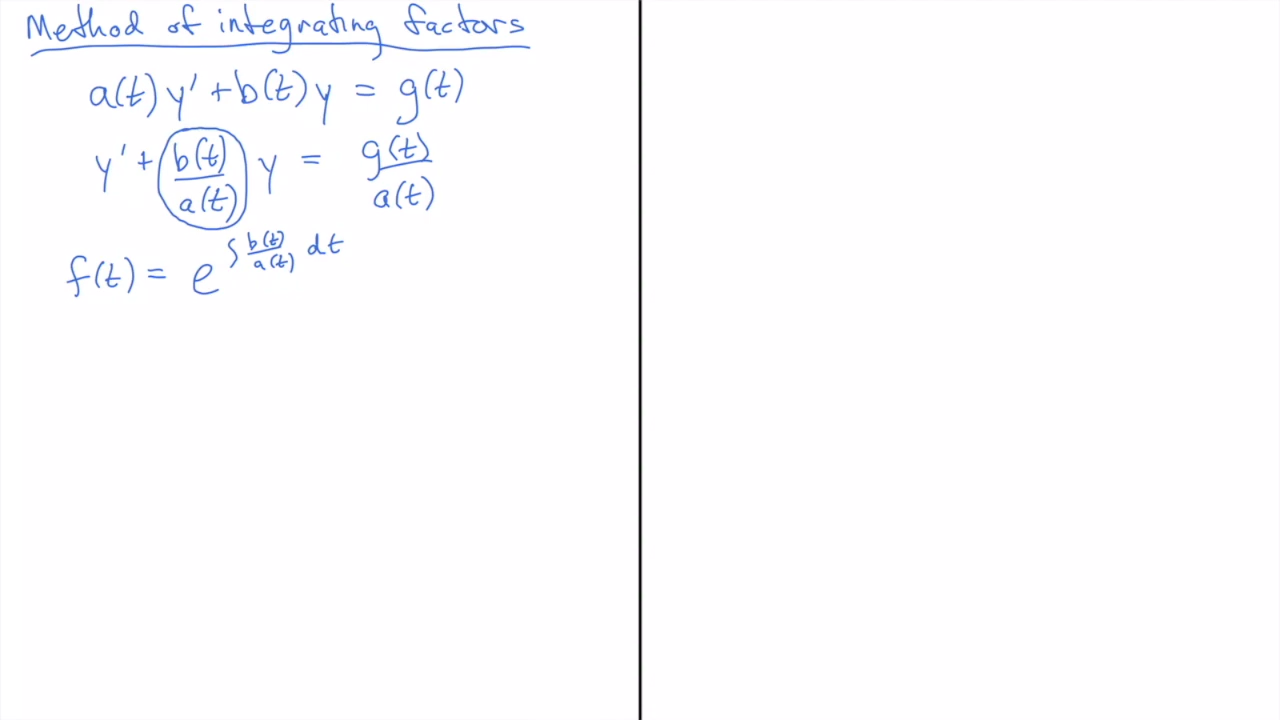 Method of integrating factors
a(t) y' + b(t) y = g(t)
y' + b(t)/a(t) y = g(t)/a(t)
f(t) = e^{∫ b(t)/a(t) dt}